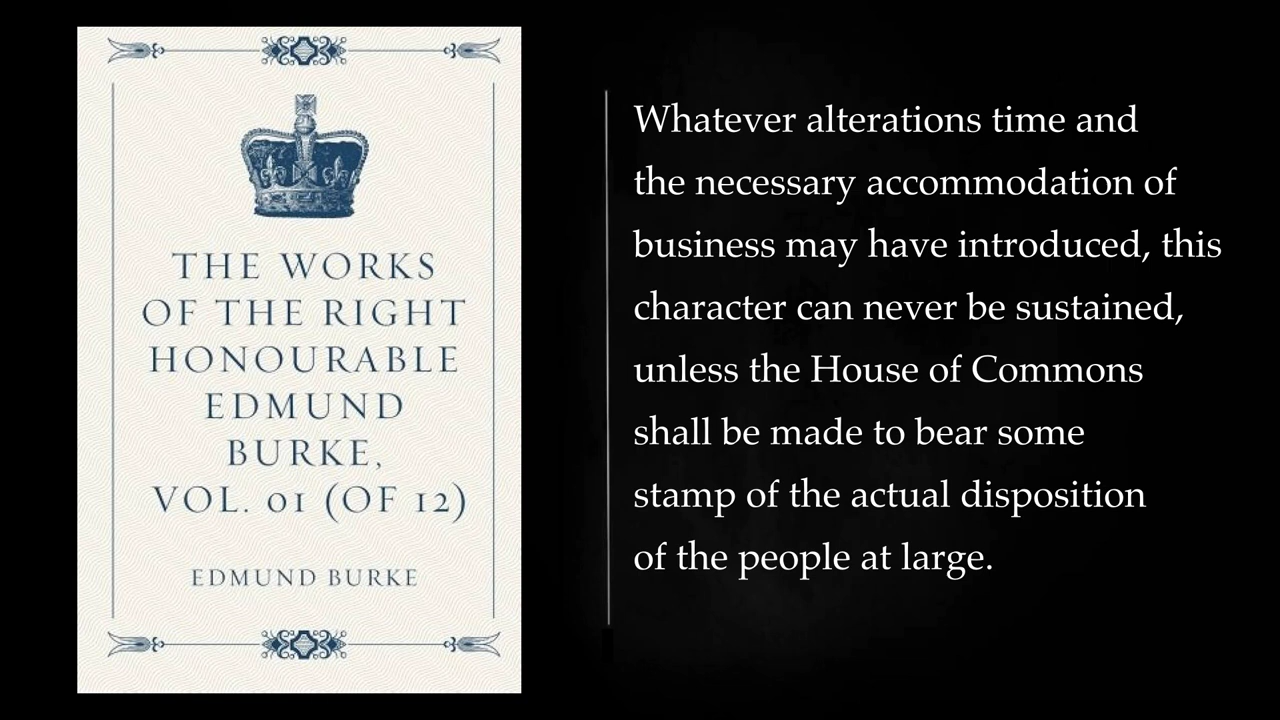 THE WORKS
OF THE RIGHT
HONOURABLE
EDMUND
BURKE,
VOL. 01 (OF 12)
EDMUND BURKE
Whatever alterations time and
the necessary accommodation of
business may have introduced, this
character can never be sustained,
unless the House of Commons
shall be made to bear some
stamp of the actual disposition
of the people at large.